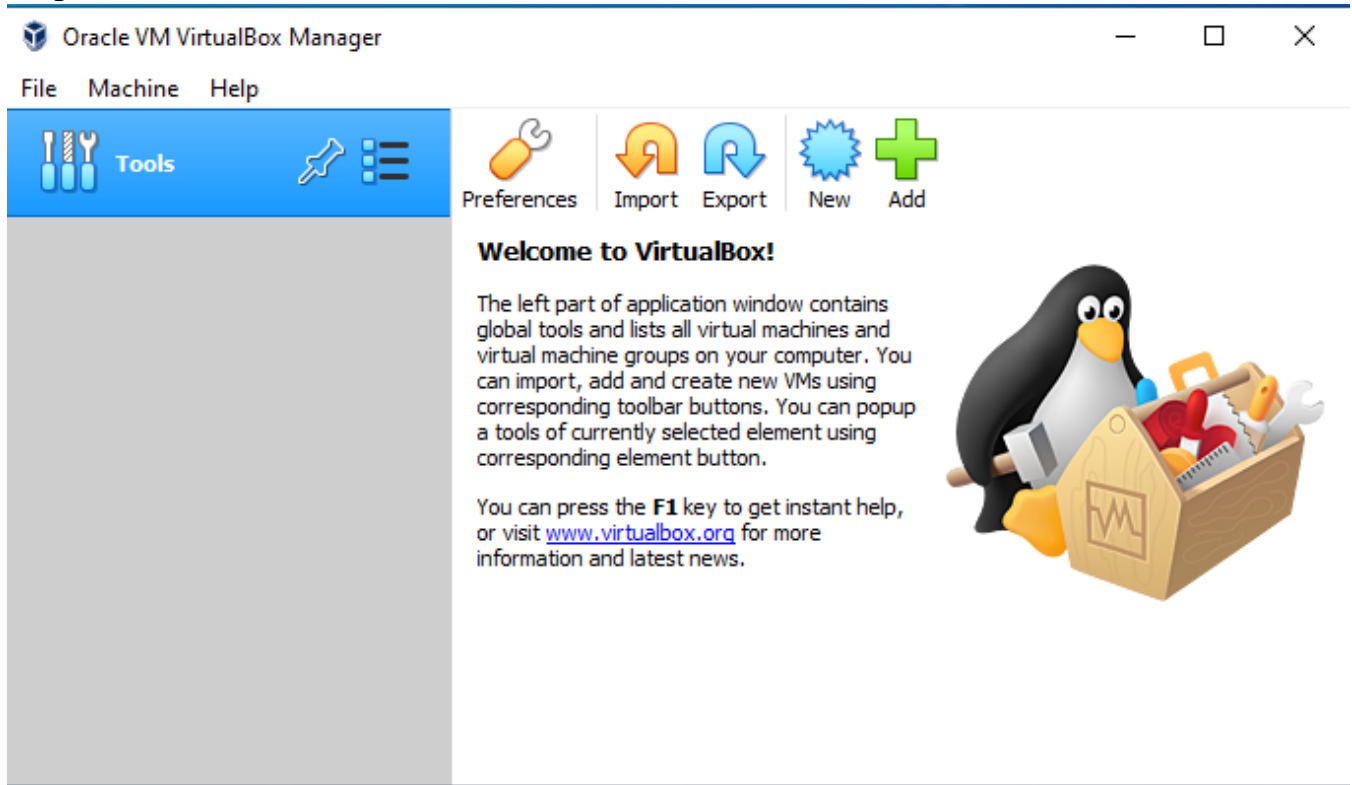 Oracle VM VirtualBox Manager
File Machine Help
Tools
Preferences Import Export New Add
Welcome to VirtualBox!
The left part of application window contains
global tools and lists all virtual machines and
virtual machine groups on your computer. You
can import, add and create new VMs using
corresponding toolbar buttons. You can popup
a tools of currently selected element using
corresponding element button.
You can press the F1 key to get instant help,
or visit www.virtualbox.org for more
information and latest news.